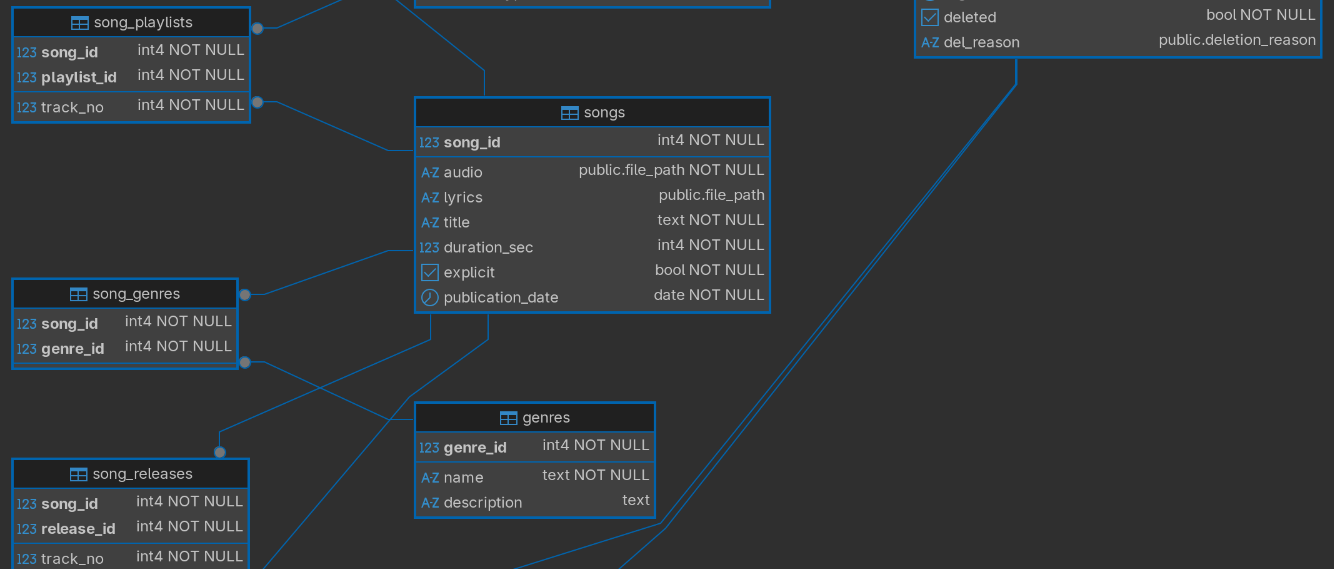 song_playlists
123 song_id int4 NOT NULL
123 playlist_id int4 NOT NULL
123 track_no int4 NOT NULL
deleted bool NOT NULL
A-Z del_reason public.deletion_reason
songs
123 song_id int4 NOT NULL
A-Z audio public.file_path NOT NULL
A-Z lyrics public.file_path
A-Z title text NOT NULL
123 duration_sec int4 NOT NULL
explicit bool NOT NULL
publication_date date NOT NULL
song_genres
123 song_id int4 NOT NULL
123 genre_id int4 NOT NULL
genres
123 genre_id int4 NOT NULL
A-Z name text NOT NULL
A-Z description text
song_releases
123 song_id int4 NOT NULL
123 release_id int4 NOT NULL
123 track_no int4 NOT NULL